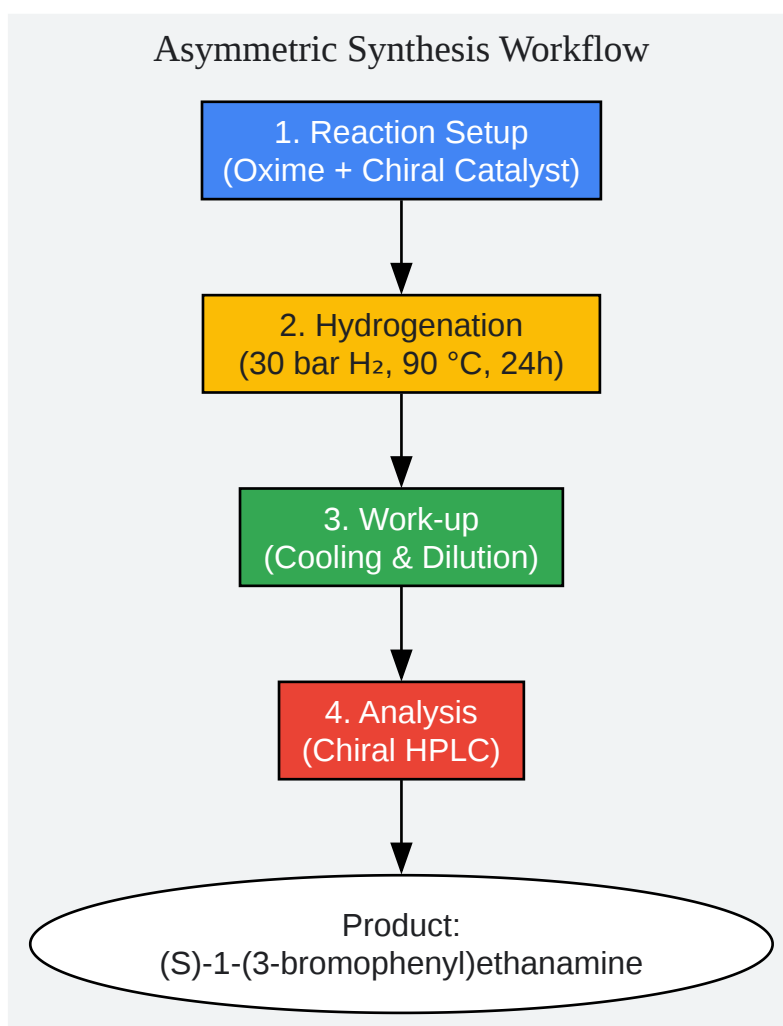 Asymmetric Synthesis Workflow
1. Reaction Setup
(Oxime + Chiral Catalyst)
2. Hydrogenation
(30 bar H₂, 90 °C, 24h)
3. Work-up
(Cooling & Dilution)
4. Analysis
(Chiral HPLC)
Product:
(S)-1-(3-bromophenyl)ethanamine